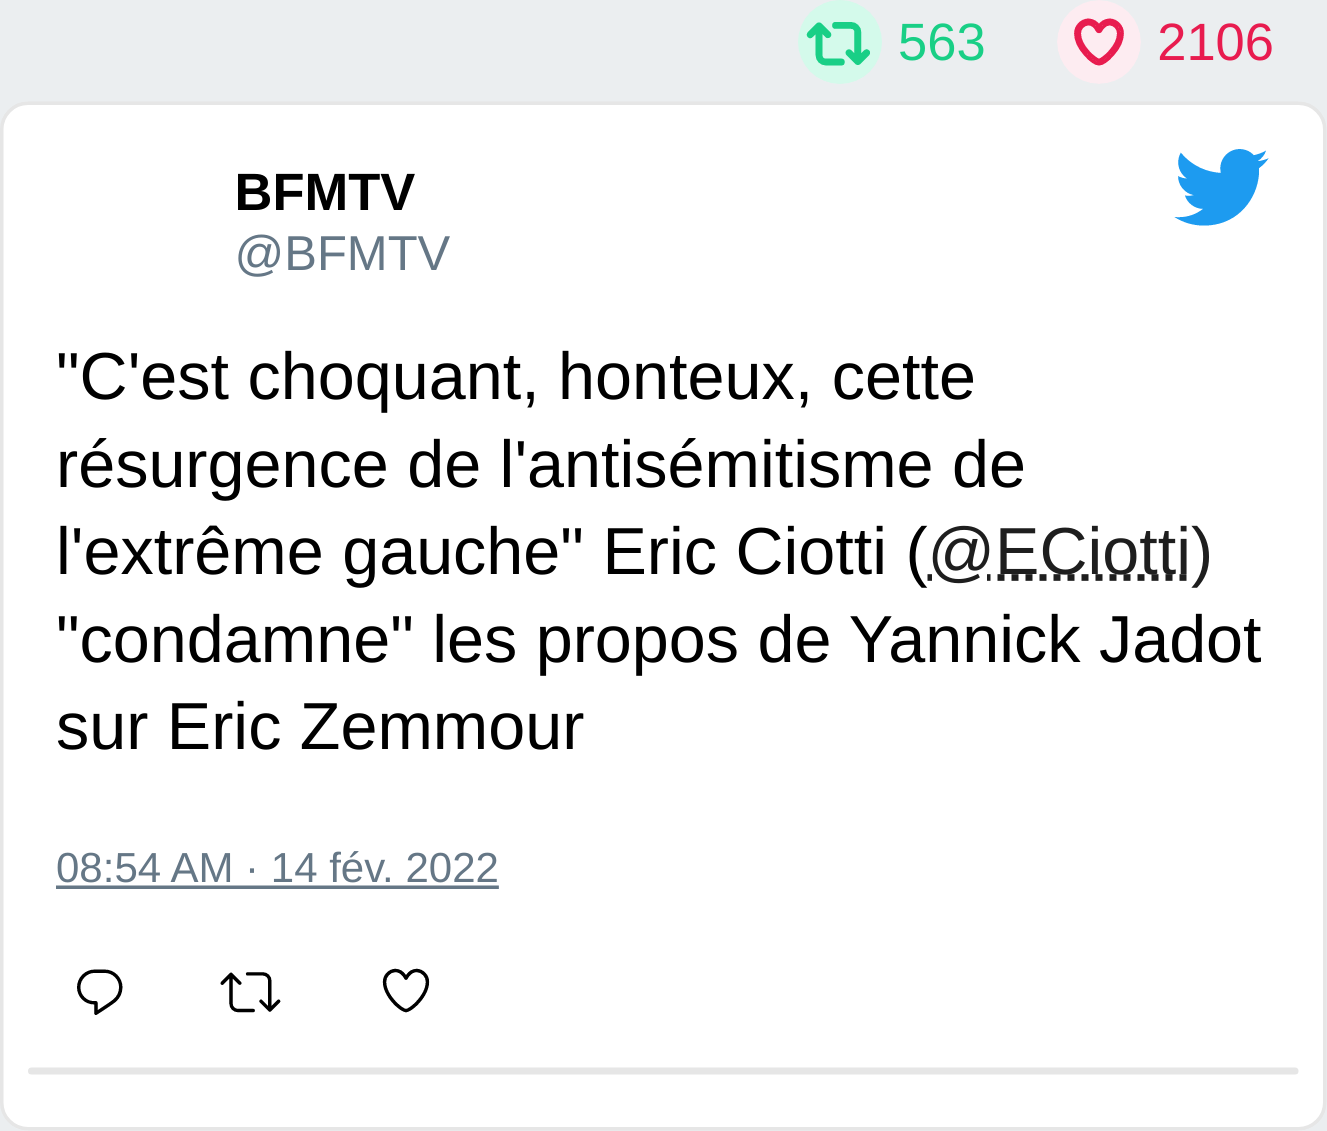 563 2106
BFMTV
@BFMTV
"C'est choquant, honteux, cette
résurgence de l'antisémitisme de
l'extrême gauche" Eric Ciotti (@ECiotti)
"condamne" les propos de Yannick Jadot
sur Eric Zemmour
08:54 AM · 14 fév. 2022